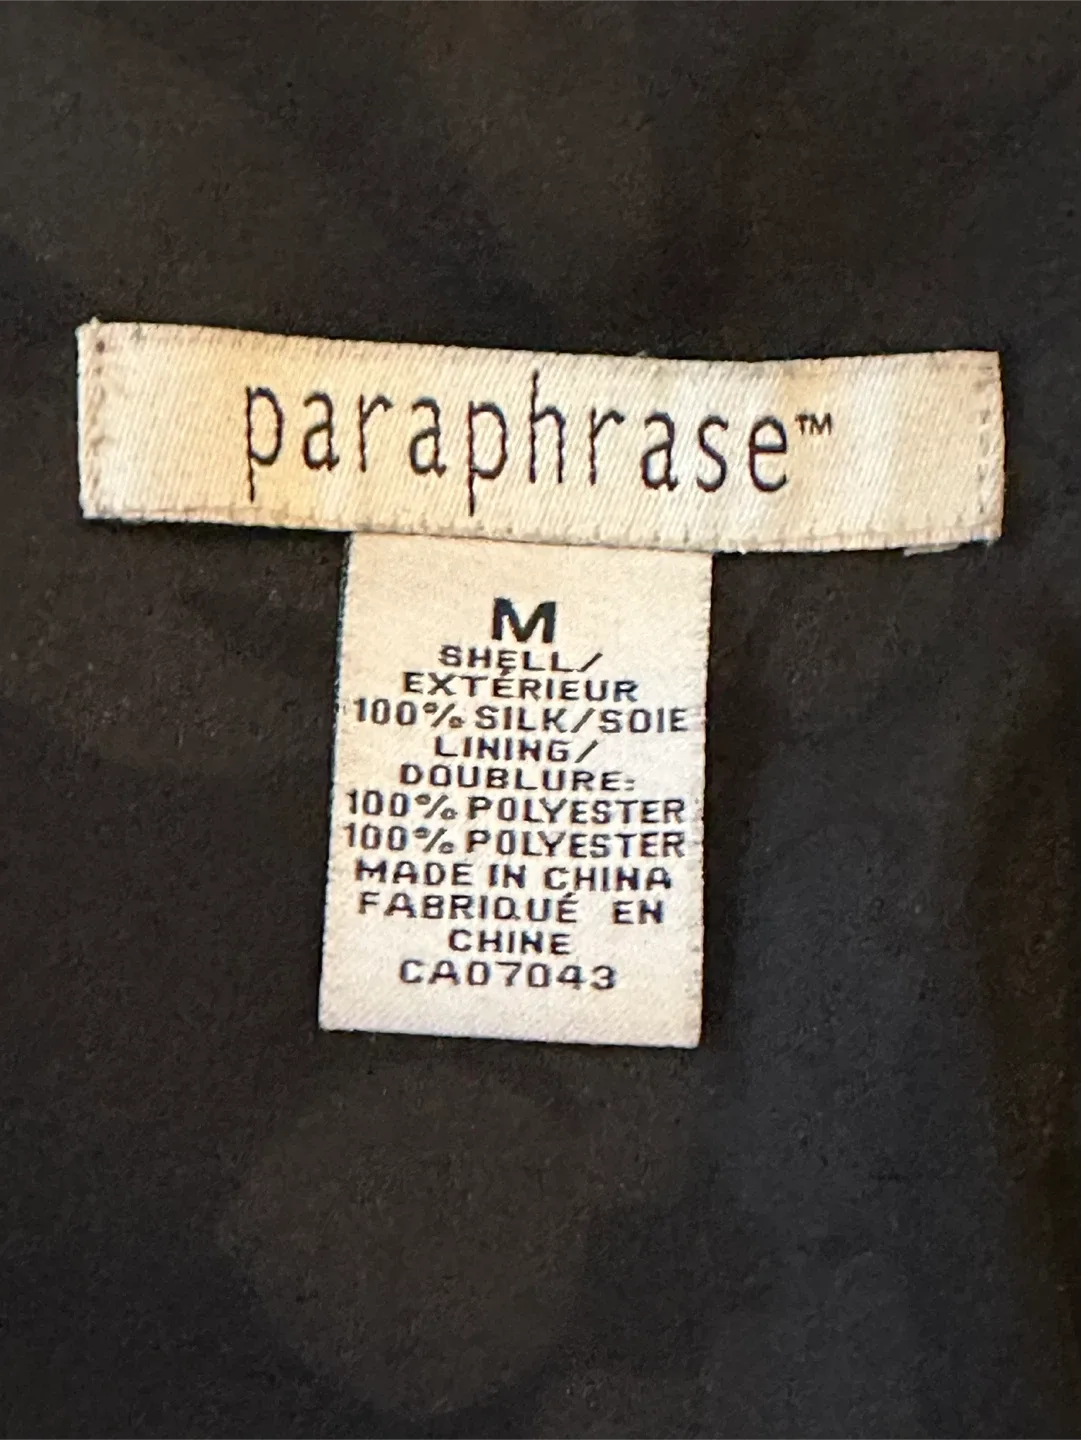 paraphrase™
M
SHELL/
EXTÉRIEUR
100% SILK/SOIE
LINING/
DOUBLURE:
100% POLYESTER
100% POLYESTER
MADE IN CHINA
FABRIQUÉ EN
CHINE
CA07043